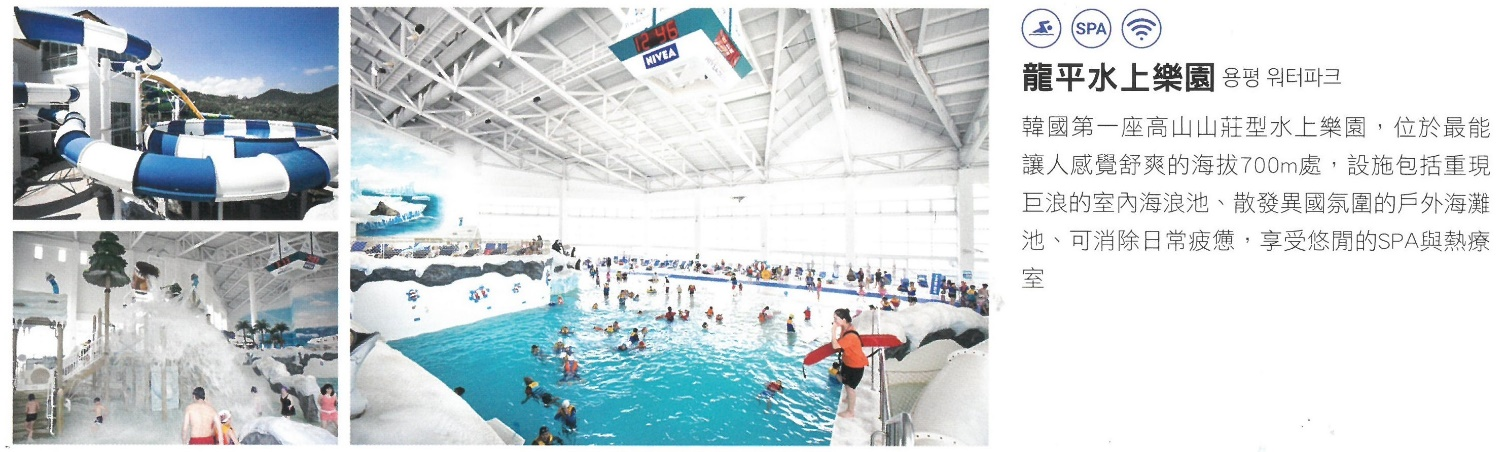 12:46
NIVEA
SPA
龍平水上樂園 용평 워터파크
韓國第一座高山山莊型水上樂園，位於最能
讓人感覺舒爽的海拔700m處，設施包括重現
巨浪的室內海浪池、散發異國氛圍的戶外海灘
池、可消除日常疲憊，享受悠閒的SPA與熱療
室